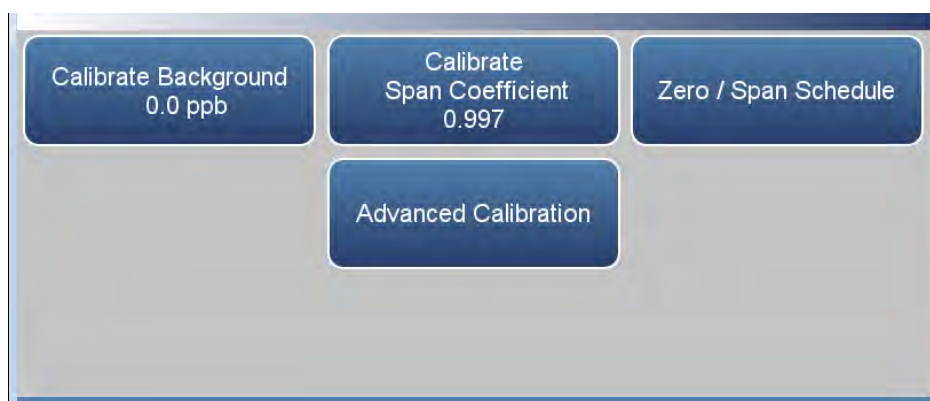 Calibrate Background
0.0 ppb
Calibrate
Span Coefficient
0.997
Zero / Span Schedule
Advanced Calibration